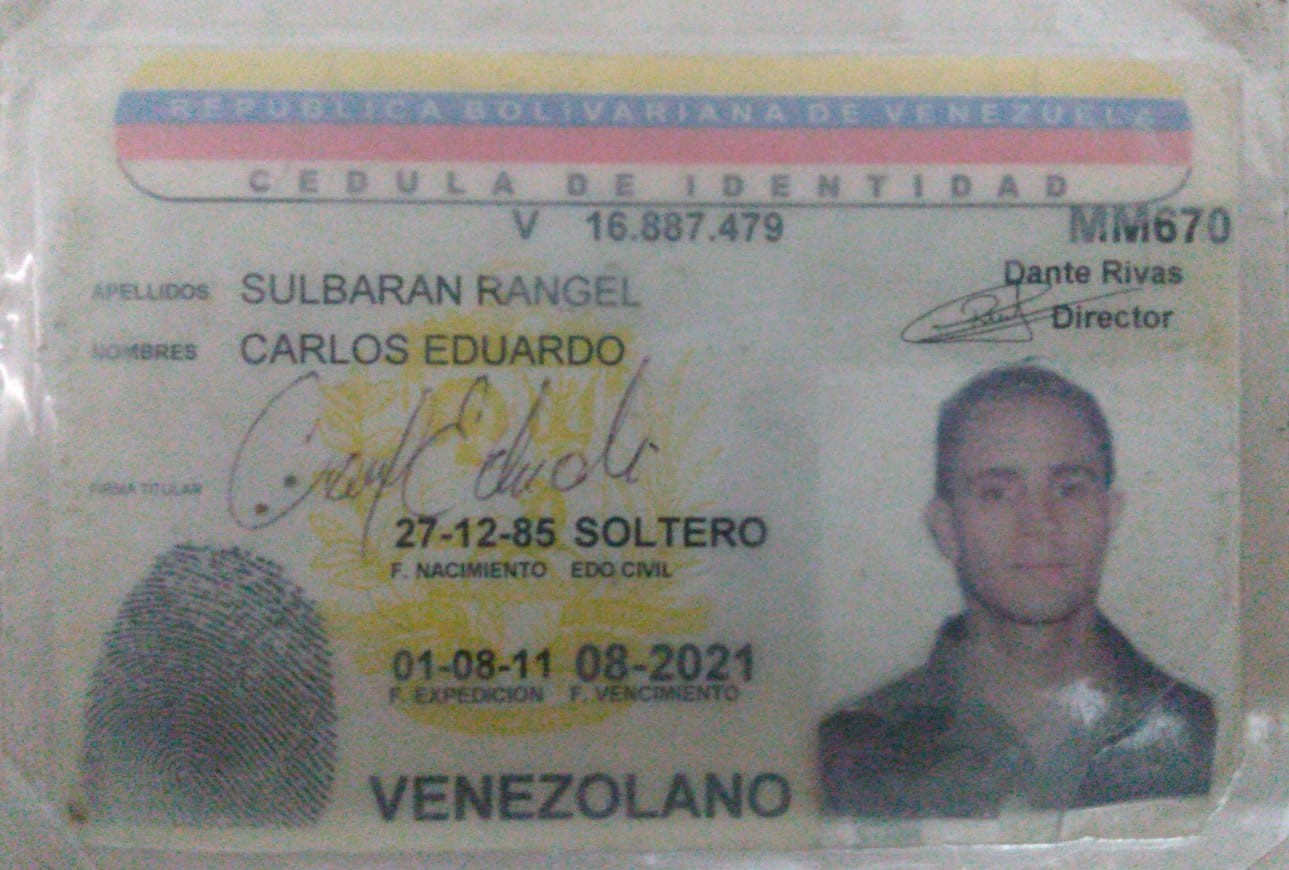 REPUBLICA BOLIVARIANA DE VENEZUELA
CEDULA DE IDENTIDAD
V 16.887.479 MM670
Dante Rivas
Director
APELLIDOS SULBARAN RANGEL
NOMBRES CARLOS EDUARDO
FIRMA TITULAR
27-12-85 SOLTERO
F. NACIMIENTO EDO CIVIL
01-08-11 08-2021
F. EXPEDICION F. VENCIMIENTO
VENEZOLANO